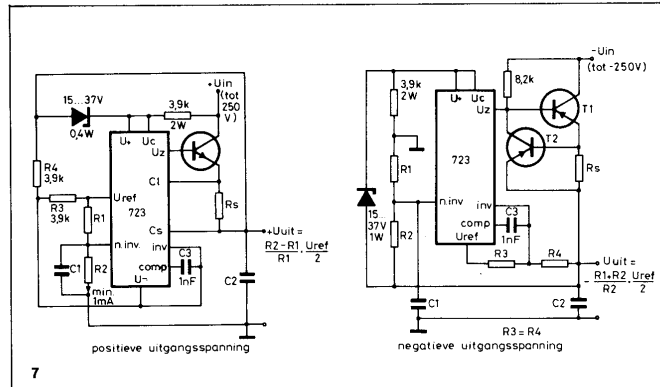 +Uin
(tot
250
V)
15...37V
0,4W
3,9k
2W
U+
Uc
Uz
R4
3,9k
R3
3,9k
Uref
Cl
723
R1
Rs
Cs
n.inv
inv
comp
C3
1nF
C1
R2
U-
min.
1mA
C2
+Uuit=
R2-R1 . Uref
R1 2
positieve uitgangsspanning
-Uin
(tot -250V)
3,9k
2W
8,2k
U+
Uc
Uz
T1
T2
723
R1
Rs
n.inv
inv
15...
37V
1W
R2
comp
C3
1nF
Uref
R3
R4
Uuit=
- R1+R2 . Uref
R2 2
C1
C2
R3=R4
negatieve uitgangsspanning
7